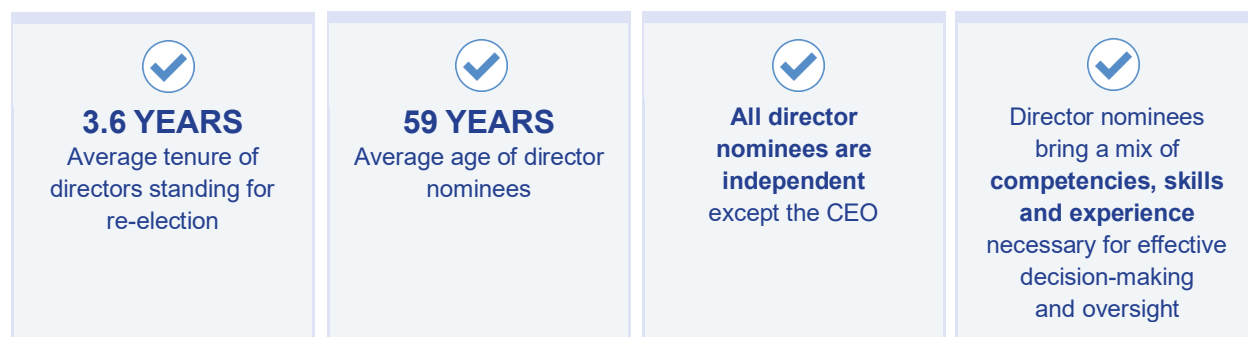 3.6 YEARS
Average tenure of
directors standing for
re-election
59 YEARS
Average age of director
nominees
All director
nominees are
independent
except the CEO
Director nominees
bring a mix of
competencies, skills
and experience
necessary for effective
decision-making
and oversight